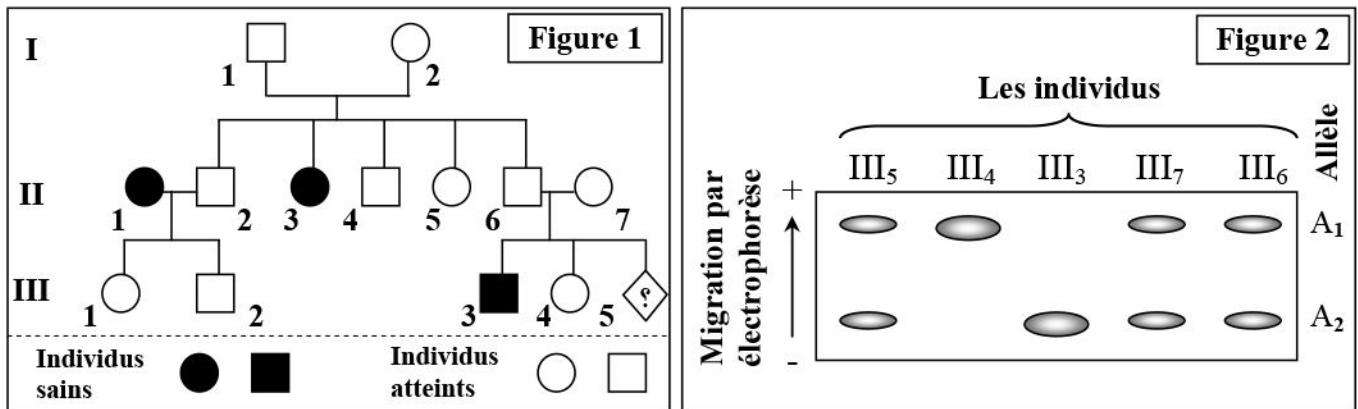 Figure 1
I
1
2
II
1
2
3
4
5
6
7
III
1
2
3
4
5
?
Individus
sains
Individus
atteints
Figure 2
Les individus
Allèle
III5 III4 III3 III7 III6
Migration par
électrophorèse
+
-
A1
A2